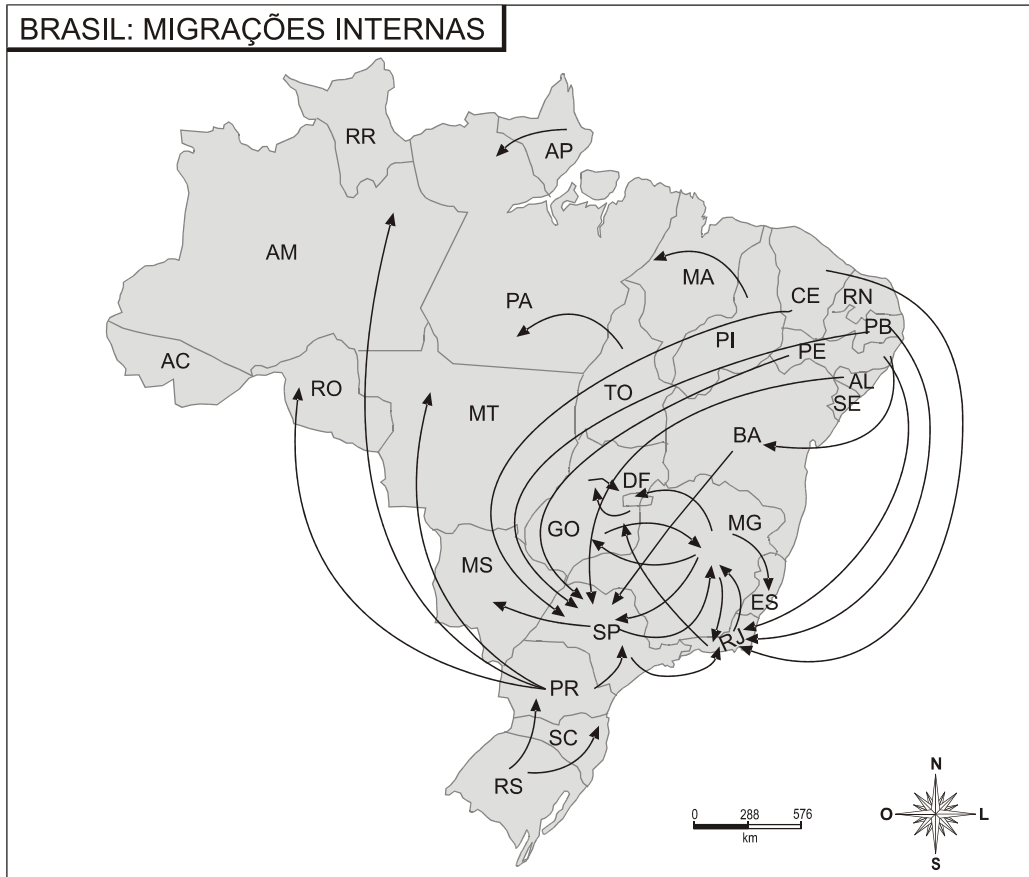 BRASIL: MIGRAÇÕES INTERNAS
RR
AP
AM
PA
MA
CE
RN
PB
PI
PE
AC
RO
MT
TO
AL
SE
BA
DF
GO
MG
MS
ES
SP
RJ
PR
SC
RS
N
O
L
S
0 288 576
km